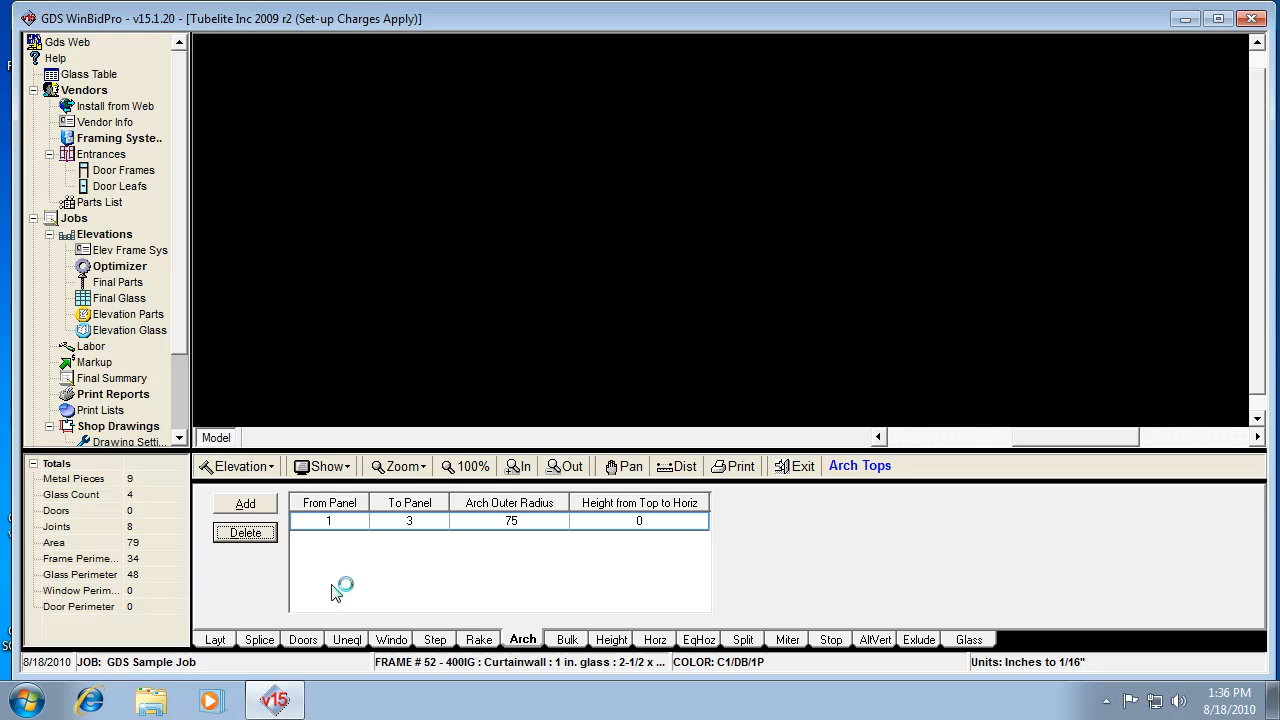 GDS WinBidPro - v15.1.20 - [Tubelite Inc 2009 r2 (Set-up Charges Apply)]
Gds Web
Help
Glass Table
Vendors
Install from Web
Vendor Info
Framing Syste..
Entrances
Door Frames
Door Leafs
Parts List
Jobs
Elevations
Elev Frame Sys
Optimizer
Final Parts
Final Glass
Elevation Parts
Elevation Glass
Labor
Markup
Final Summary
Print Reports
Print Lists
Shop Drawings
Drawing Setti...
Model
Elevation Show Zoom 100% In Out Pan Dist Print Exit Arch Tops
Totals
Metal Pieces 9
Glass Count 4
Doors 0
Joints 8
Area 79
Frame Perime... 34
Glass Perimeter 48
Window Perim... 0
Door Perimeter 0
Add
Delete
From Panel To Panel Arch Outer Radius Height from Top to Horiz
1 3 75 0
Layt Splice Doors Uneql Windo Step Rake Arch Bulk Height Horz EqHoz Split Miter Stop AltVert Exlude Glass
8/18/2010 JOB: GDS Sample Job FRAME # 52 - 400IG : Curtainwall : 1 in. glass : 2-1/2 x ... COLOR: C1/DB/1P Units: Inches to 1/16"
v15
1:36 PM
8/18/2010